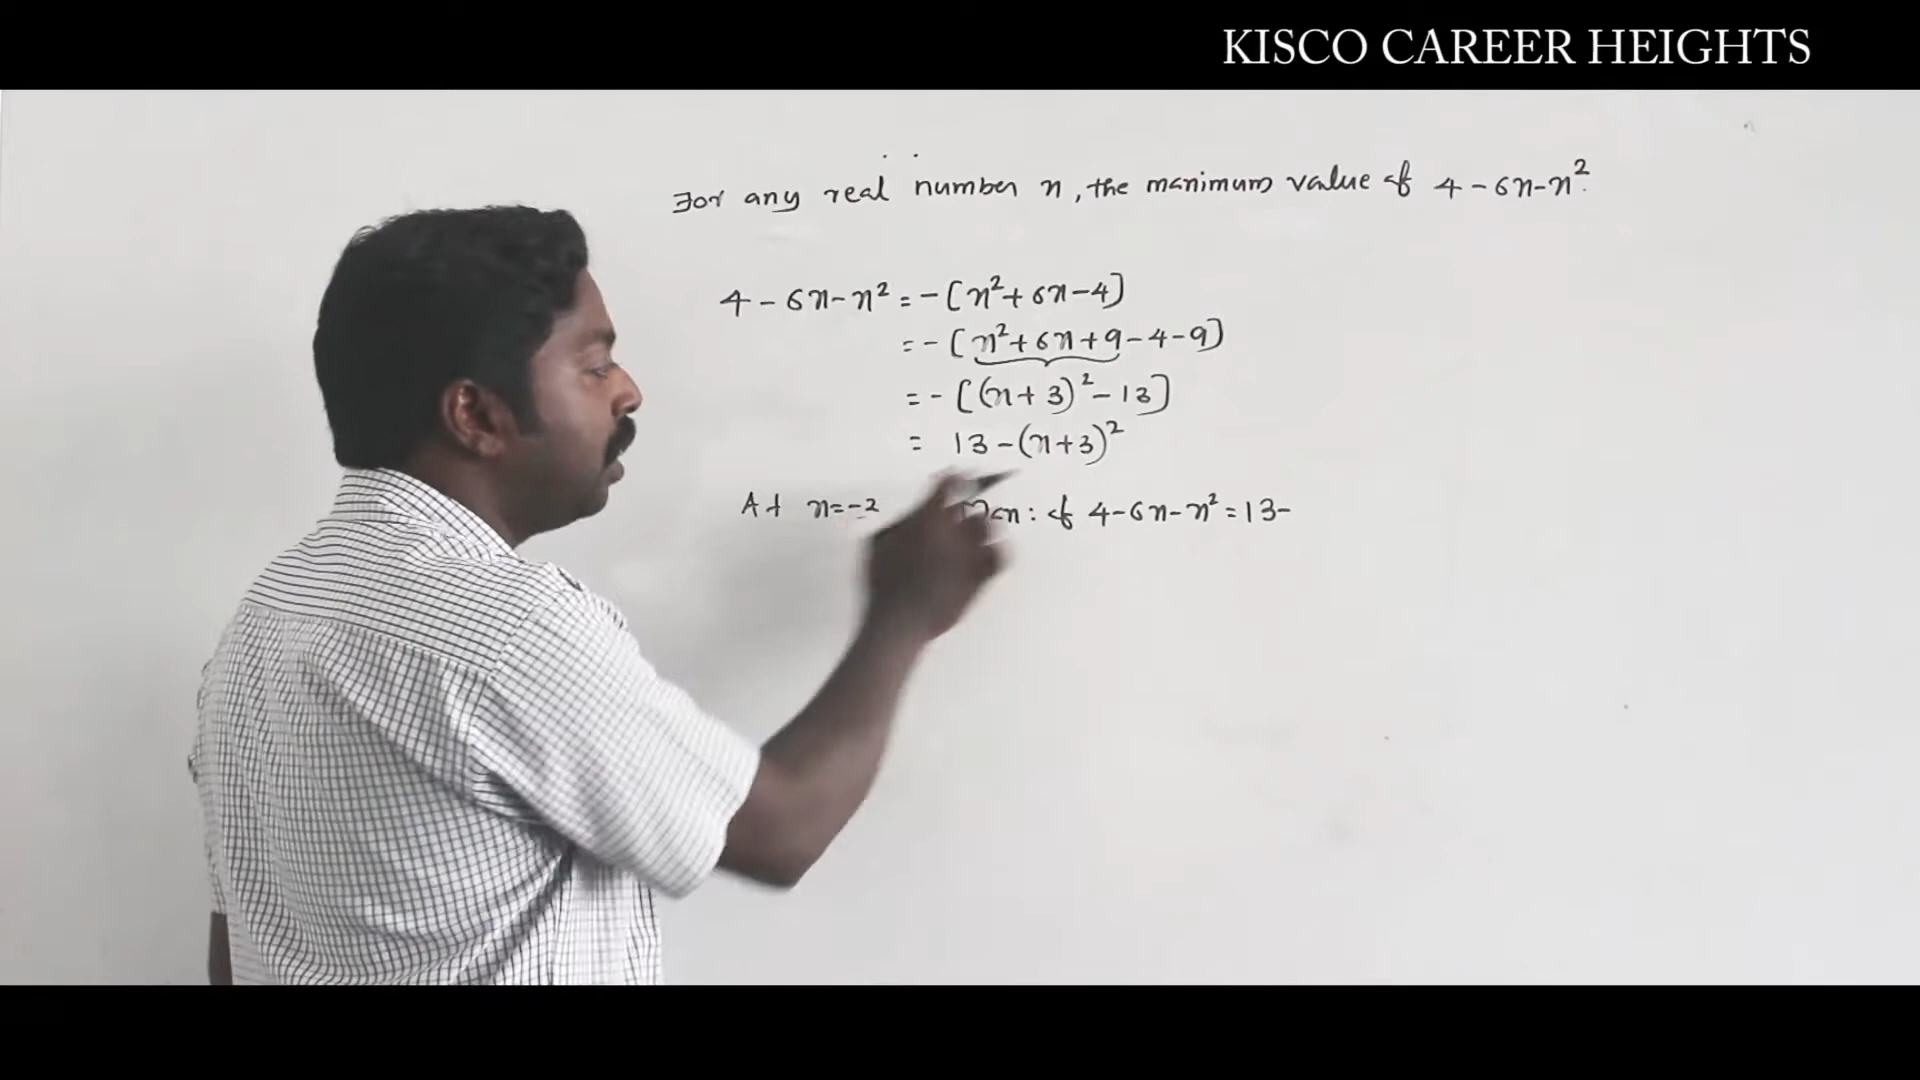 KISCO CAREER HEIGHTS
For any real number x, the maximum value of 4-6x-x².
4-6x-x² = -[x²+6x-4]
= -[x²+6x+9-4-9]
= -[(x+3)²-13]
= 13-(x+3)²
At x=-2 of 4-6x-x² = 13-